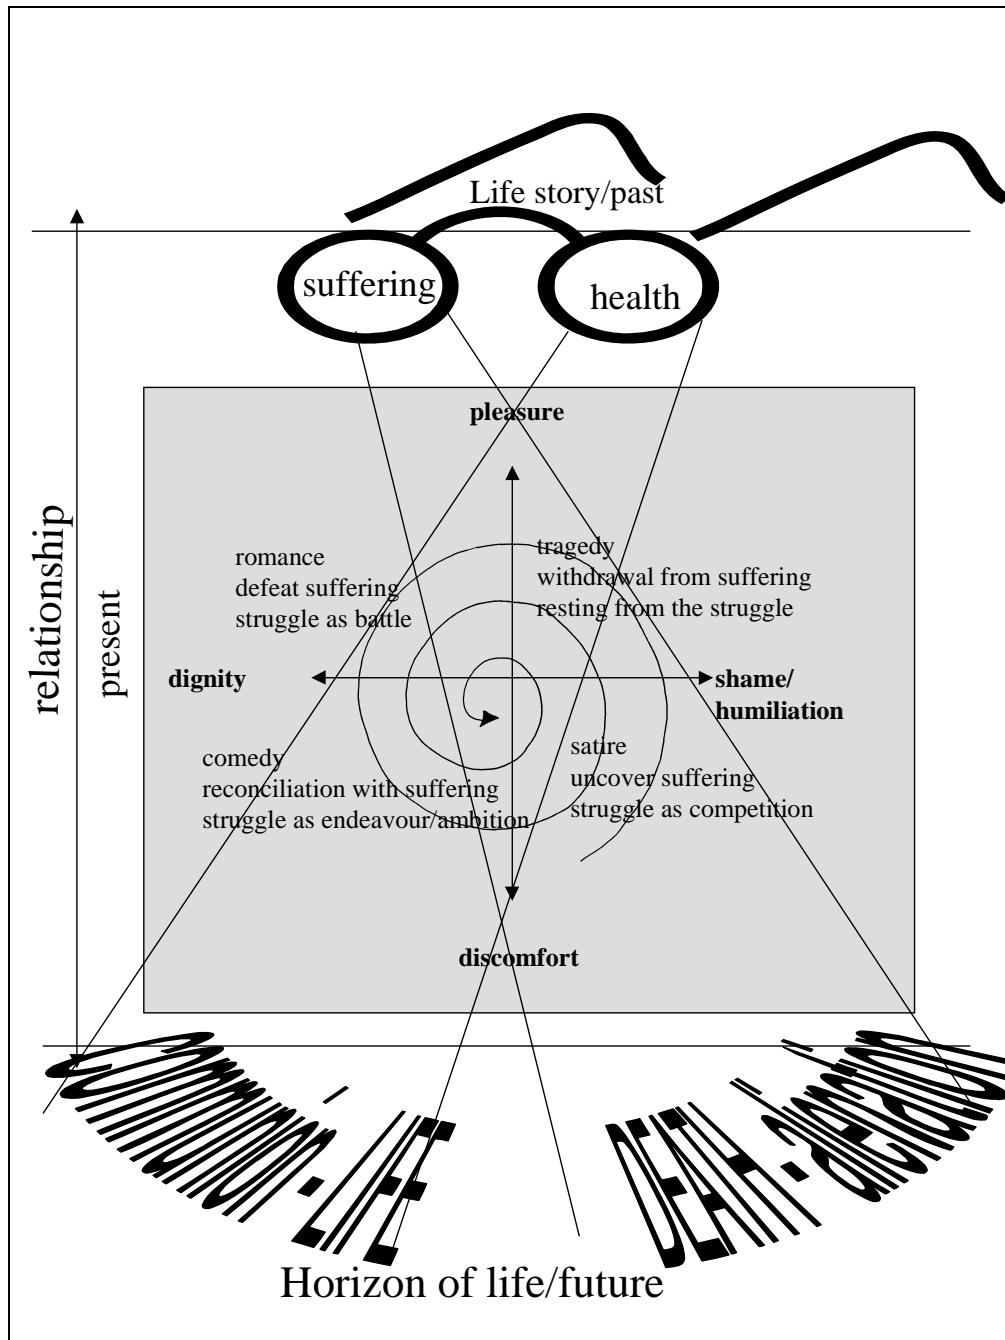 Life story/past
suffering
health
pleasure
relationship
present
romance
defeat suffering
struggle as battle
tragedy
withdrawal from suffering
resting from the struggle
dignity
shame/
humiliation
comedy
reconciliation with suffering
struggle as endeavour/ambition
satire
uncover suffering
struggle as competition
discomfort
LIFE
DEATH
Horizon of life/future